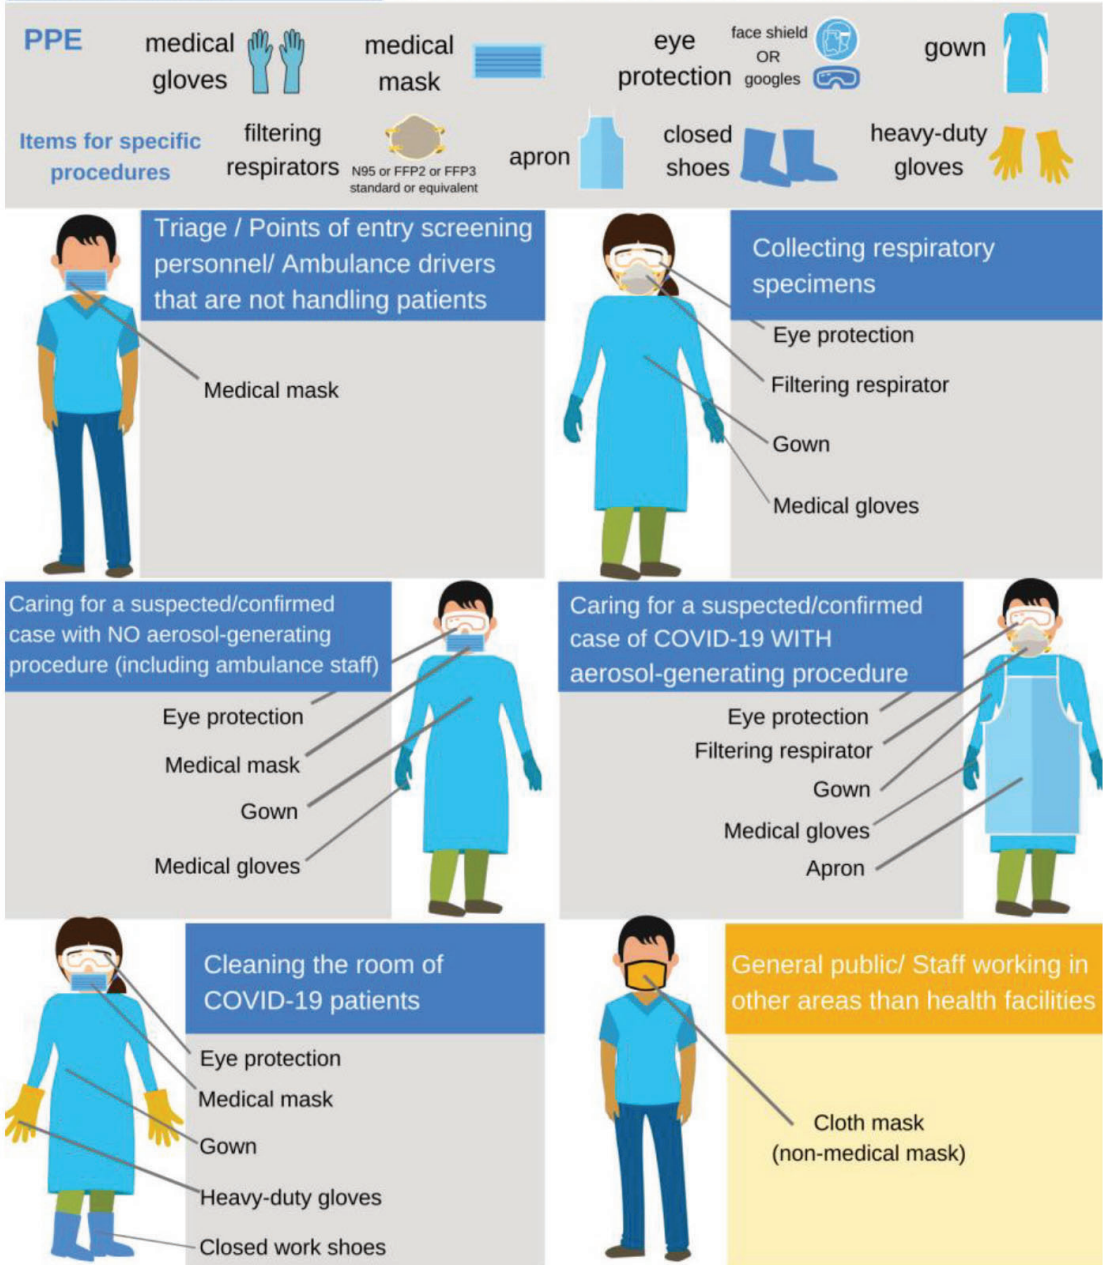 PPE
medical
gloves
medical
mask
eye
protection
face shield
OR
googles
gown
Items for specific
procedures
filtering
respirators
N95 or FFP2 or FFP3
standard or equivalent
apron
closed
shoes
heavy-duty
gloves
Triage / Points of entry screening
personnel/ Ambulance drivers
that are not handling patients
Medical mask
Collecting respiratory
specimens
Eye protection
Filtering respirator
Gown
Medical gloves
Caring for a suspected/confirmed
case with NO aerosol-generating
procedure (including ambulance staff)
Eye protection
Medical mask
Gown
Medical gloves
Caring for a suspected/confirmed
case of COVID-19 WITH
aerosol-generating procedure
Eye protection
Filtering respirator
Gown
Medical gloves
Apron
Cleaning the room of
COVID-19 patients
Eye protection
Medical mask
Gown
Heavy-duty gloves
Closed work shoes
General public/ Staff working in
other areas than health facilities
Cloth mask
(non-medical mask)